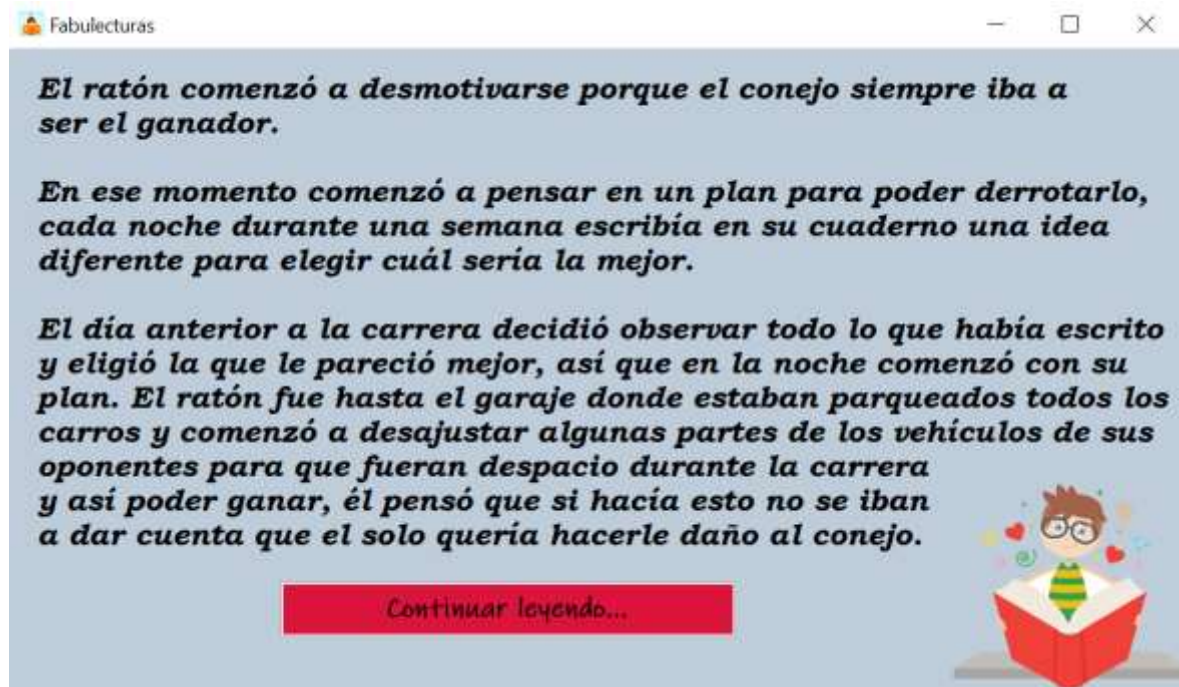 Fabulecturas
El ratón comenzó a desmotivarse porque el conejo siempre iba a
ser el ganador.
En ese momento comenzó a pensar en un plan para poder derrotarlo,
cada noche durante una semana escribía en su cuaderno una idea
diferente para elegir cuál sería la mejor.
El día anterior a la carrera decidió observar todo lo que había escrito
y eligió la que le pareció mejor, así que en la noche comenzó con su
plan. El ratón fue hasta el garaje donde estaban parqueados todos los
carros y comenzó a desajustar algunas partes de los vehículos de sus
oponentes para que fueran despacio durante la carrera
y así poder ganar, él pensó que si hacía esto no se iban
a dar cuenta que el solo quería hacerle daño al conejo.
Continuar leyendo...